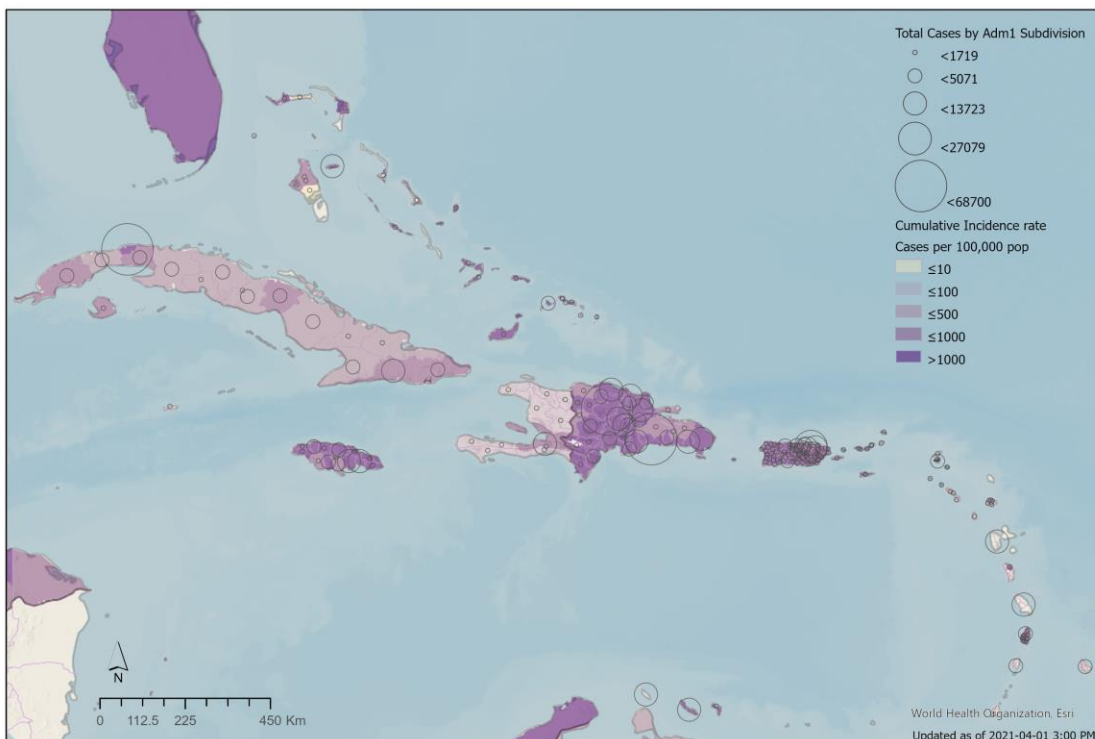 Total Cases by Adm1 Subdivision
<1719
<5071
<13723
<27079
<68700
Cumulative Incidence rate
Cases per 100,000 pop
≤10
≤100
≤500
≤1000
>1000
N
0 112.5 225 450 Km
World Health Organization, Esri
Updated as of 2021-04-01 3:00 PM